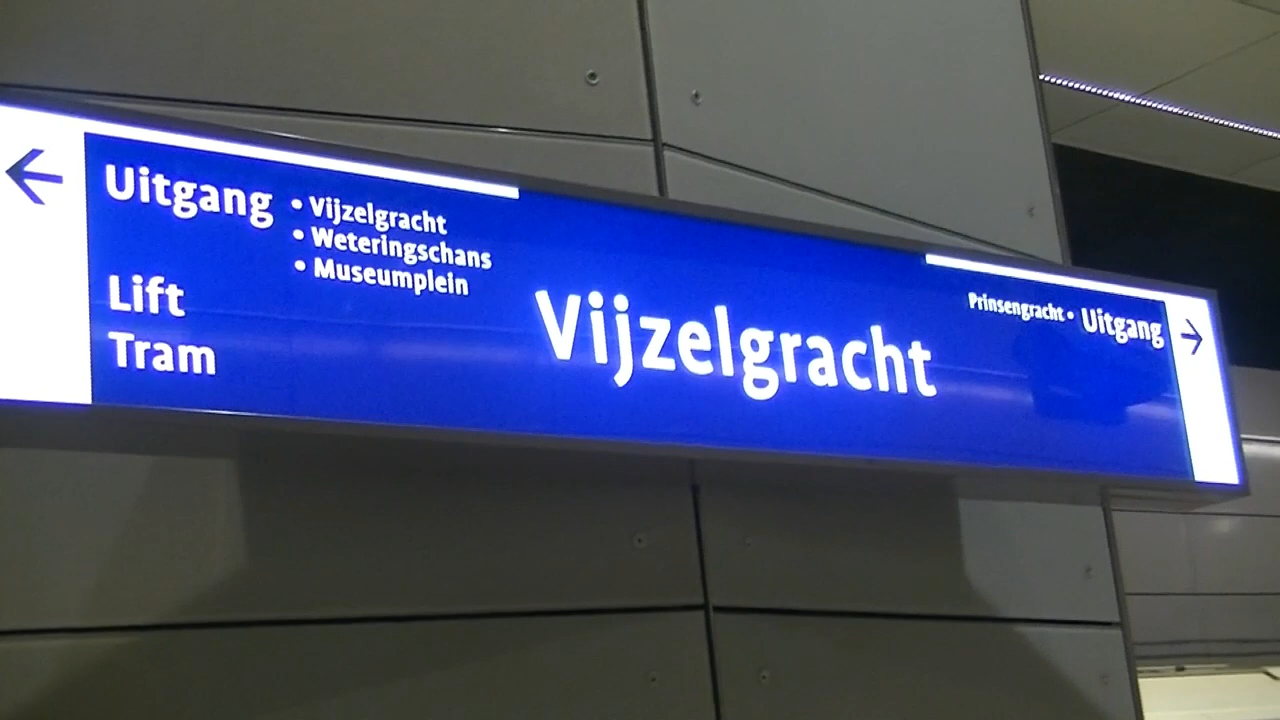 Uitgang
• Vijzelgracht
• Weteringschans
• Museumplein
Lift
Tram
Vijzelgracht
Prinsengracht • Uitgang